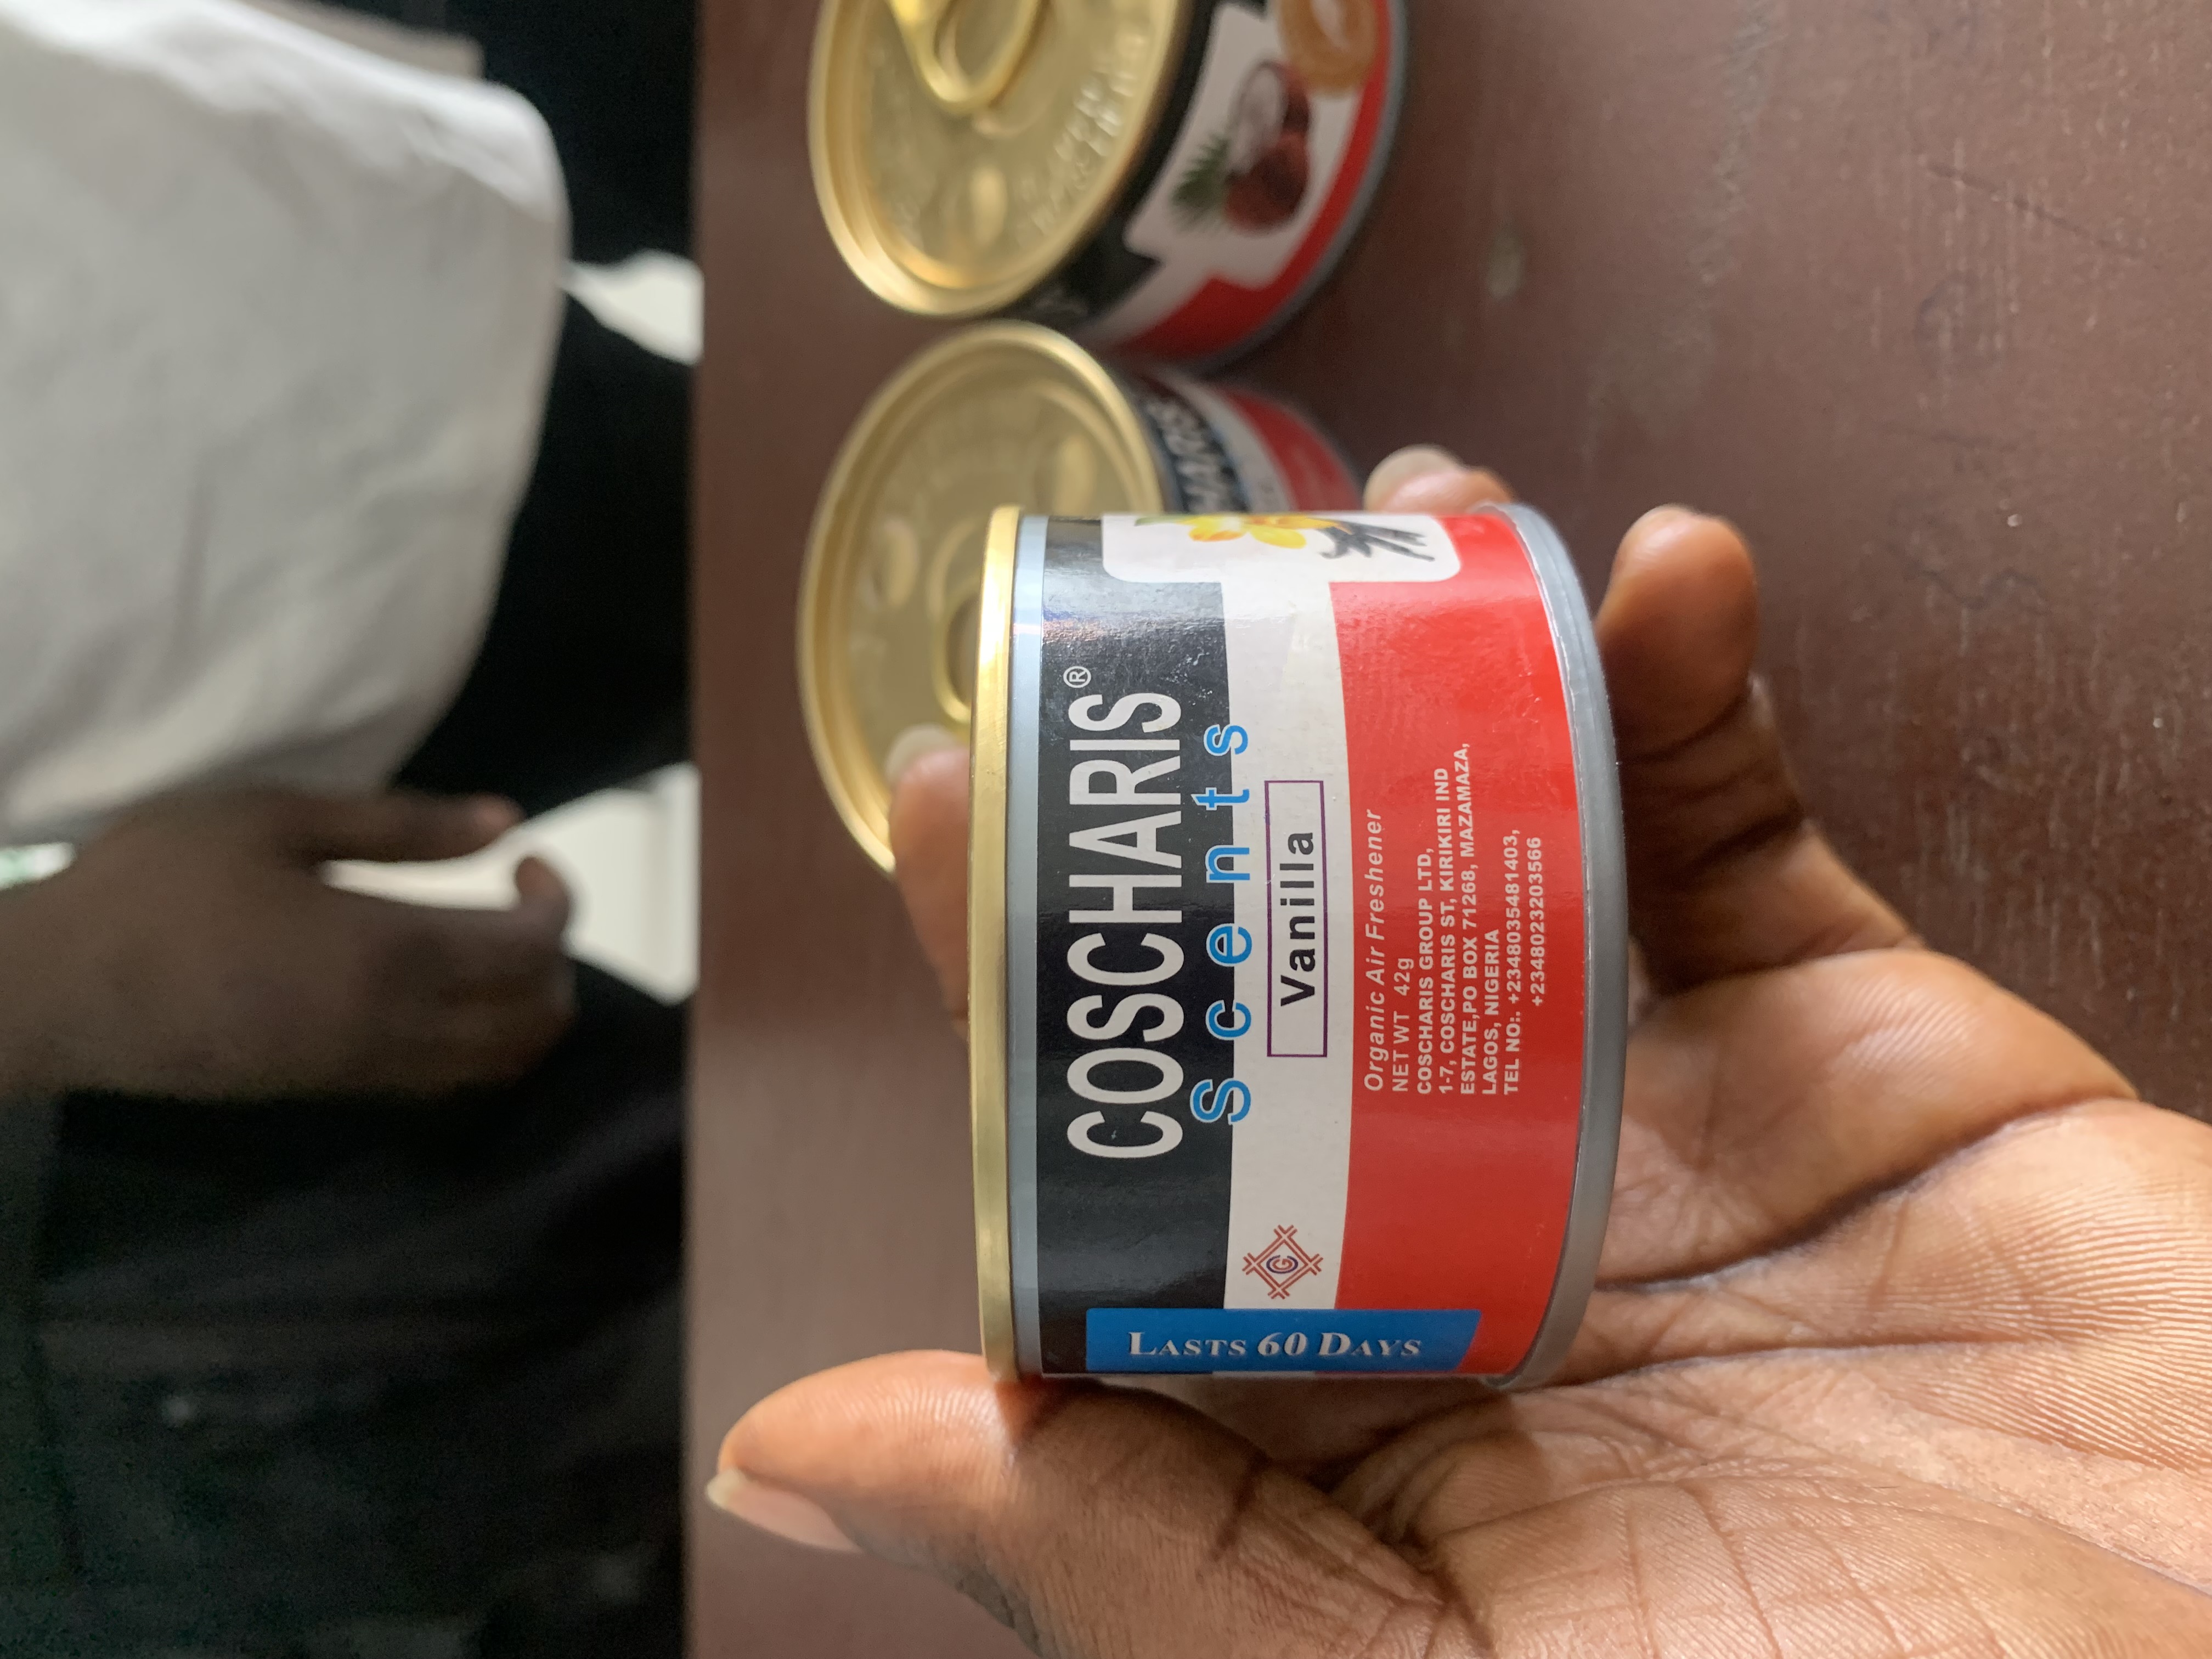 COSCHARIS®
Scents
Vanilla
Organic Air Freshener
NET WT 42g
COSCHARIS GROUP LTD,
1-7, COSCHARIS ST, KIRIKIRI IND
ESTATE,PO BOX 71268, MAZAMAZA,
LAGOS, NIGERIA
TEL NO:. +2348035481403,
+2348023203566
G
LASTS 60 DAYS
HARIS